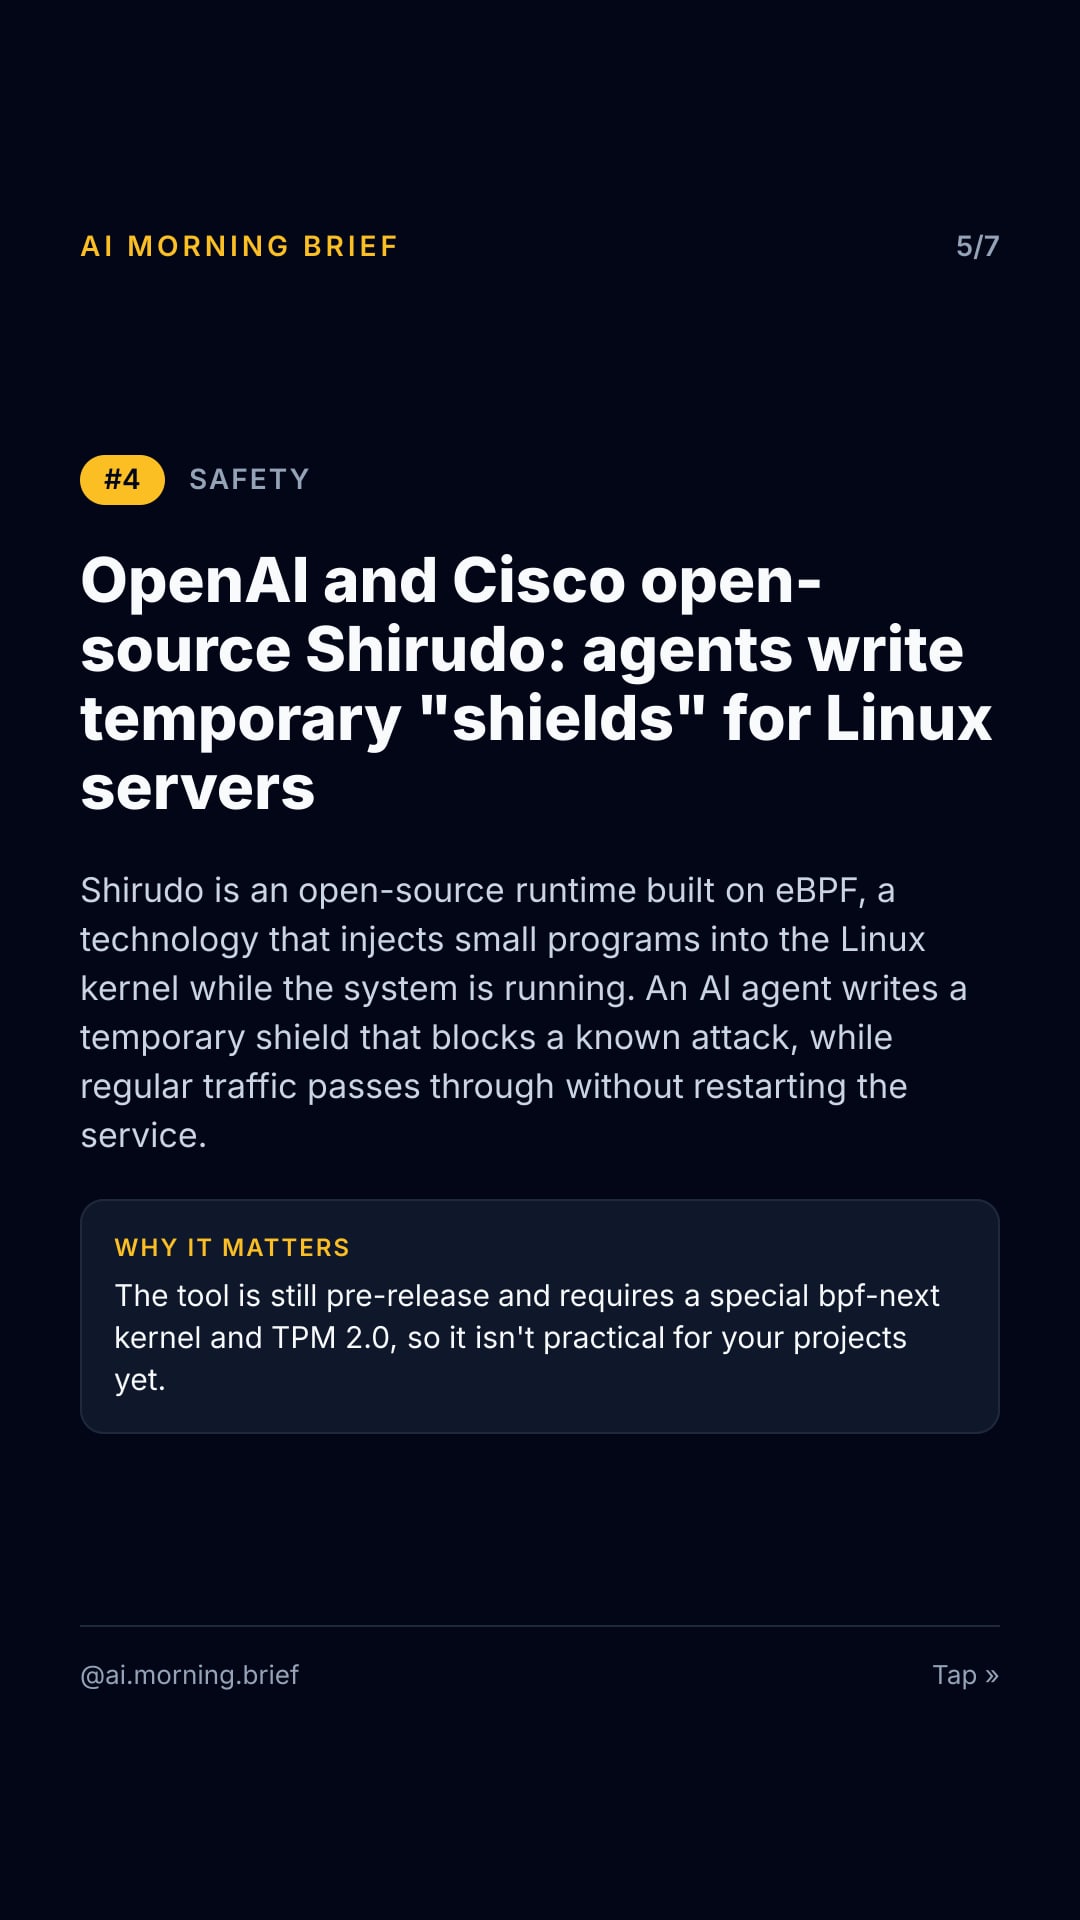 AI MORNING BRIEF
5/7
#4
SAFETY
OpenAI and Cisco open-
source Shirudo: agents write
temporary "shields" for Linux
servers
Shirudo is an open-source runtime built on eBPF, a
technology that injects small programs into the Linux
kernel while the system is running. An AI agent writes a
temporary shield that blocks a known attack, while
regular traffic passes through without restarting the
service.
WHY IT MATTERS
The tool is still pre-release and requires a special bpf-next
kernel and TPM 2.0, so it isn't practical for your projects
yet.
@ai.morning.brief
Tap »